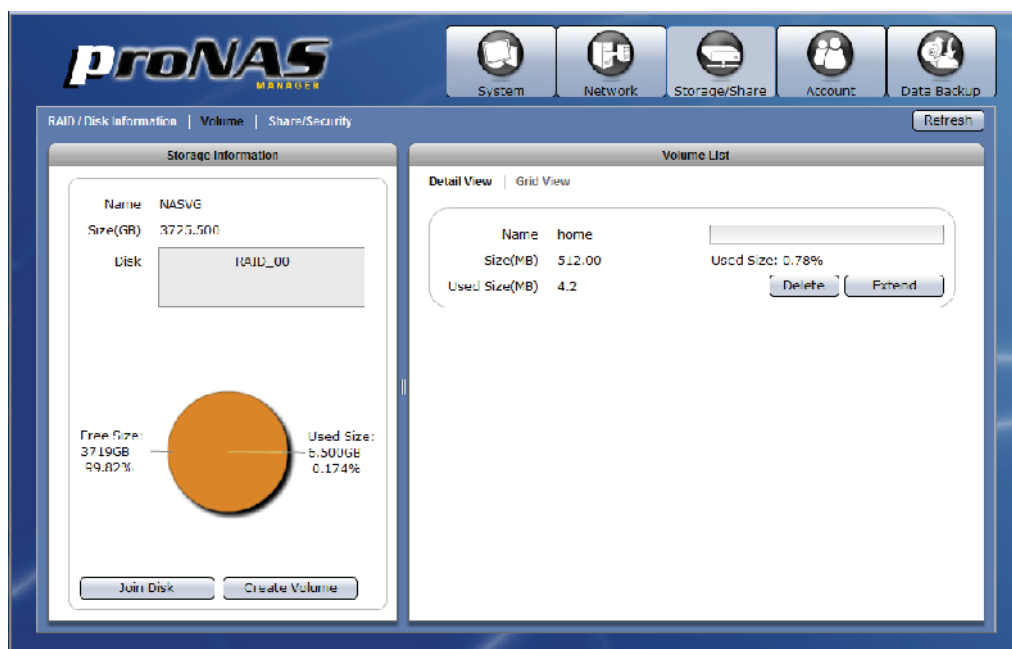 proNAS
MANAGER
System
Network
Storage/Share
Account
Data Backup
RAID / Disk Information | Volume | Share/Security
Refresh
Storage Information
Name NASVG
Size(GB) 3725.500
Disk RAID_00
Free Size:
3719GB
99.82%
Used Size:
6.500GB
0.174%
Join Disk
Create Volume
Volume List
Detail View | Grid View
Name home
Size(MB) 512.00 Used Size: 0.78%
Used Size(MB) 4.2 Delete Extend